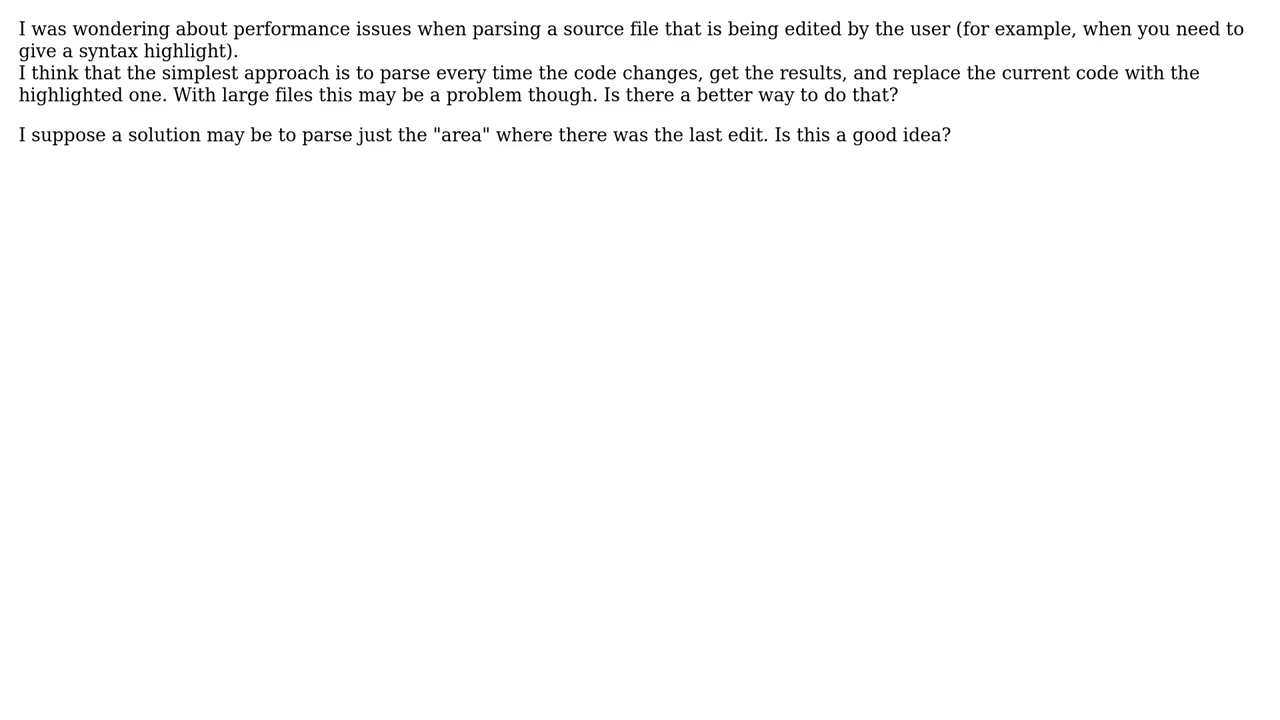 I was wondering about performance issues when parsing a source file that is being edited by the user (for example, when you need to
give a syntax highlight).
I think that the simplest approach is to parse every time the code changes, get the results, and replace the current code with the
highlighted one. With large files this may be a problem though. Is there a better way to do that?
I suppose a solution may be to parse just the "area" where there was the last edit. Is this a good idea?